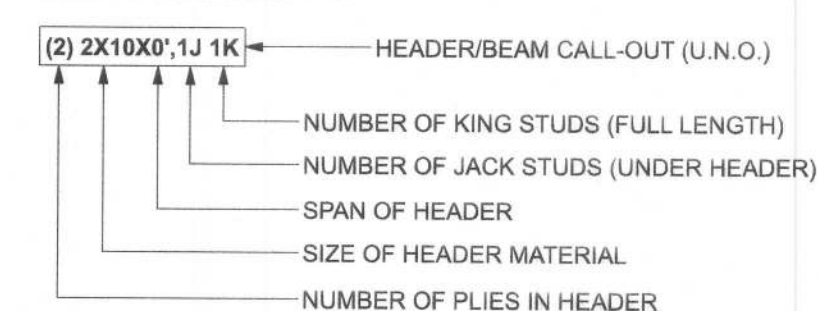 (2) 2X10X0',1J 1K
HEADER/BEAM CALL-OUT (U.N.O.)
NUMBER OF KING STUDS (FULL LENGTH)
NUMBER OF JACK STUDS (UNDER HEADER)
SPAN OF HEADER
SIZE OF HEADER MATERIAL
NUMBER OF PLIES IN HEADER